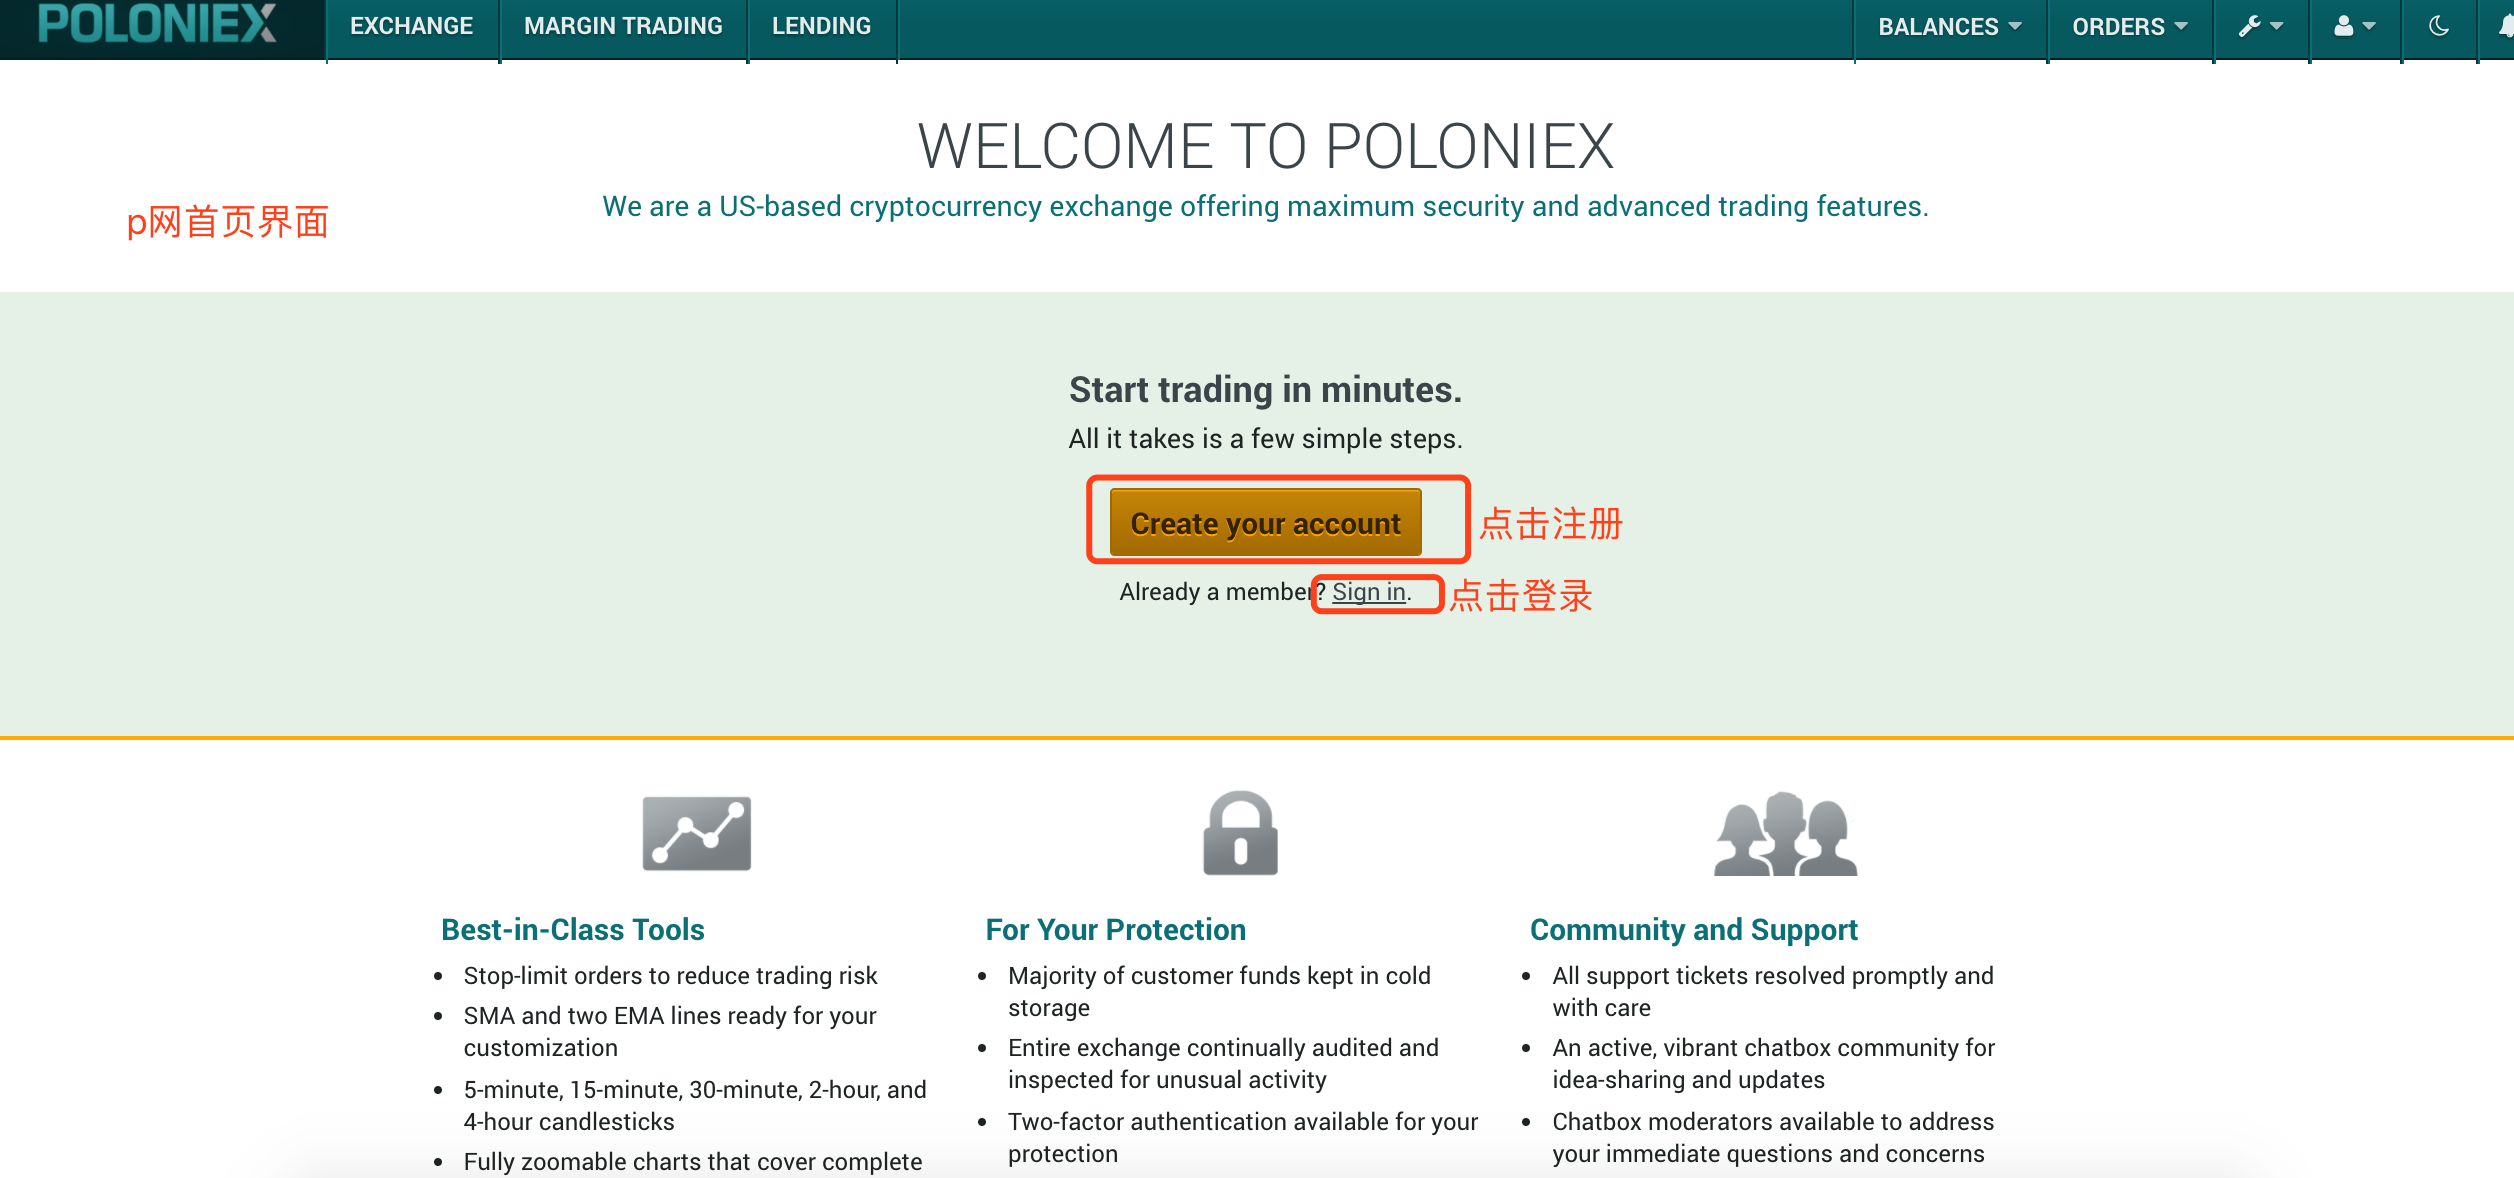 POLONIEX
EXCHANGE
MARGIN TRADING
LENDING
BALANCES
ORDERS
WELCOME TO POLONIEX
We are a US-based cryptocurrency exchange offering maximum security and advanced trading features.
p网首页界面
Start trading in minutes.
All it takes is a few simple steps.
Create your account
点击注册
Already a member? Sign in.
点击登录
Best-in-Class Tools
Stop-limit orders to reduce trading risk
SMA and two EMA lines ready for your
customization
5-minute, 15-minute, 30-minute, 2-hour, and
4-hour candlesticks
Fully zoomable charts that cover complete
For Your Protection
Majority of customer funds kept in cold
storage
Entire exchange continually audited and
inspected for unusual activity
Two-factor authentication available for your
protection
Community and Support
All support tickets resolved promptly and
with care
An active, vibrant chatbox community for
idea-sharing and updates
Chatbox moderators available to address
your immediate questions and concerns